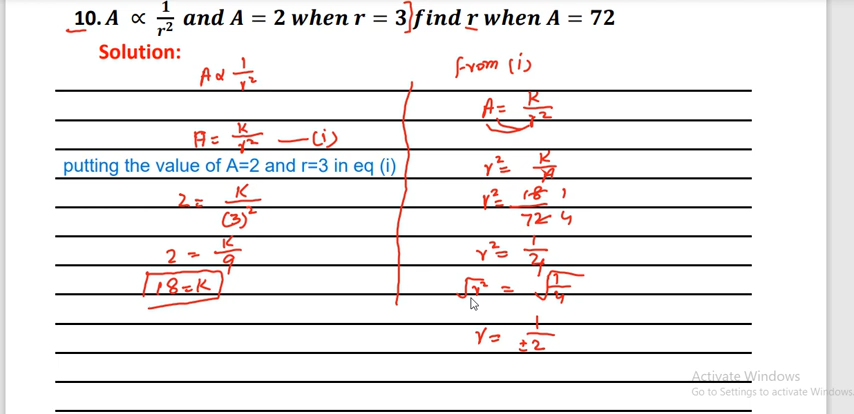 10. A ∝ 1/r² and A = 2 when r = 3] find r when A = 72
Solution:
A α 1/r²
A = K/r² —(i)
putting the value of A=2 and r=3 in eq (i)
2 = K/(3)²
2 = K/9
18=K
from (i)
A = K/r²
r² = K/A
r² = 18 1/72 4
r² = 1/4
√r² = √1/4
r = 1/±2
Activate Windows
Go to Settings to activate Windows.